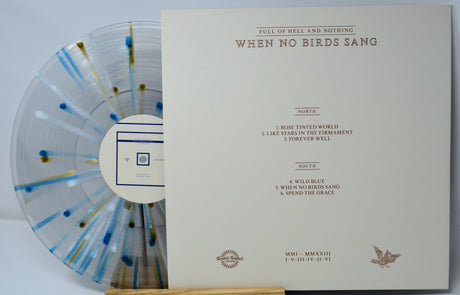 FULL OF HELL AND NOTHING
WHEN NO BIRDS SANG
NORTH
1. ROSE TINTED WORLD
2. LIKE STARS IN THE FIRMAMENT
3. FOREVER WELL
SOUTH
4. WILD BLUE
5. WHEN NO BIRDS SANG
6. SPEND THE GRACE
MMI – MMXXIII
I-V-III-IV-II-VI